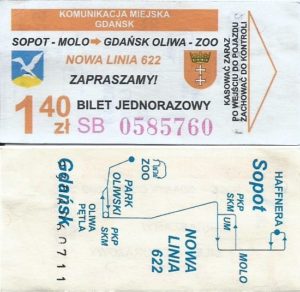 KOMUNIKACJA MIEJSKA
GDAŃSK
SOPOT - MOLO ➡ GDAŃSK OLIWA - ZOO
NOWA LINIA 622
ZAPRASZAMY!
1 40 zł
BILET JEDNORAZOWY
SB 0585760
KASOWAĆ ZARAZ
PO WEJŚCIU DO POJAZDU
ZACHOWAĆ DO KONTROLI
Gdańsk
OLIWA
PĘTLA
PKP
SKM
PARK
OLIWSKI
ZOO
NOWA
LINIA
622
Sopot
HAFFNERA
PKP
SKM
UM
MOLO